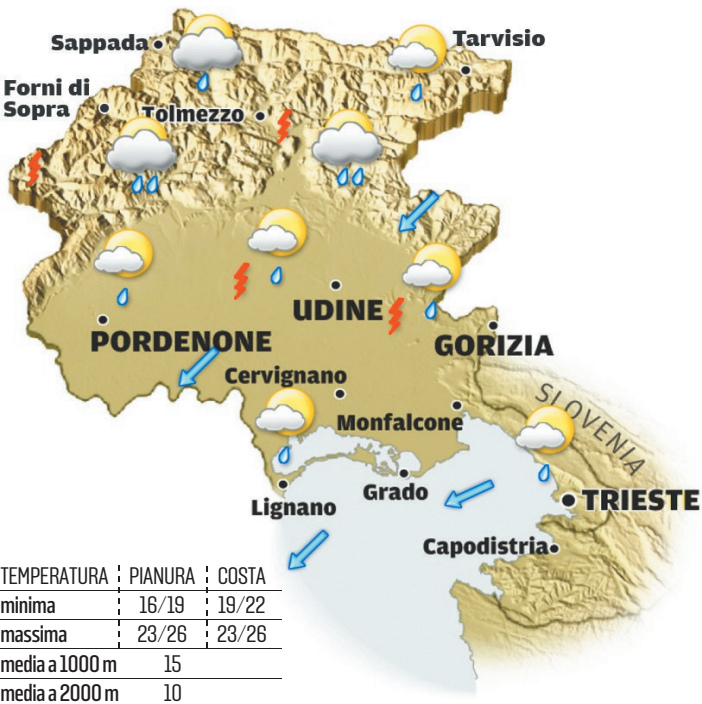 Sappada
Tarvisio
Forni di
Sopra
Tolmezzo
UDINE
PORDENONE
GORIZIA
Cervignano
SLOVENIA
Monfalcone
Grado
Lignano
TRIESTE
Capodistria
TEMPERATURA PIANURA COSTA
minima 16/19 19/22
massima 23/26 23/26
media a 1000 m 15
media a 2000 m 10